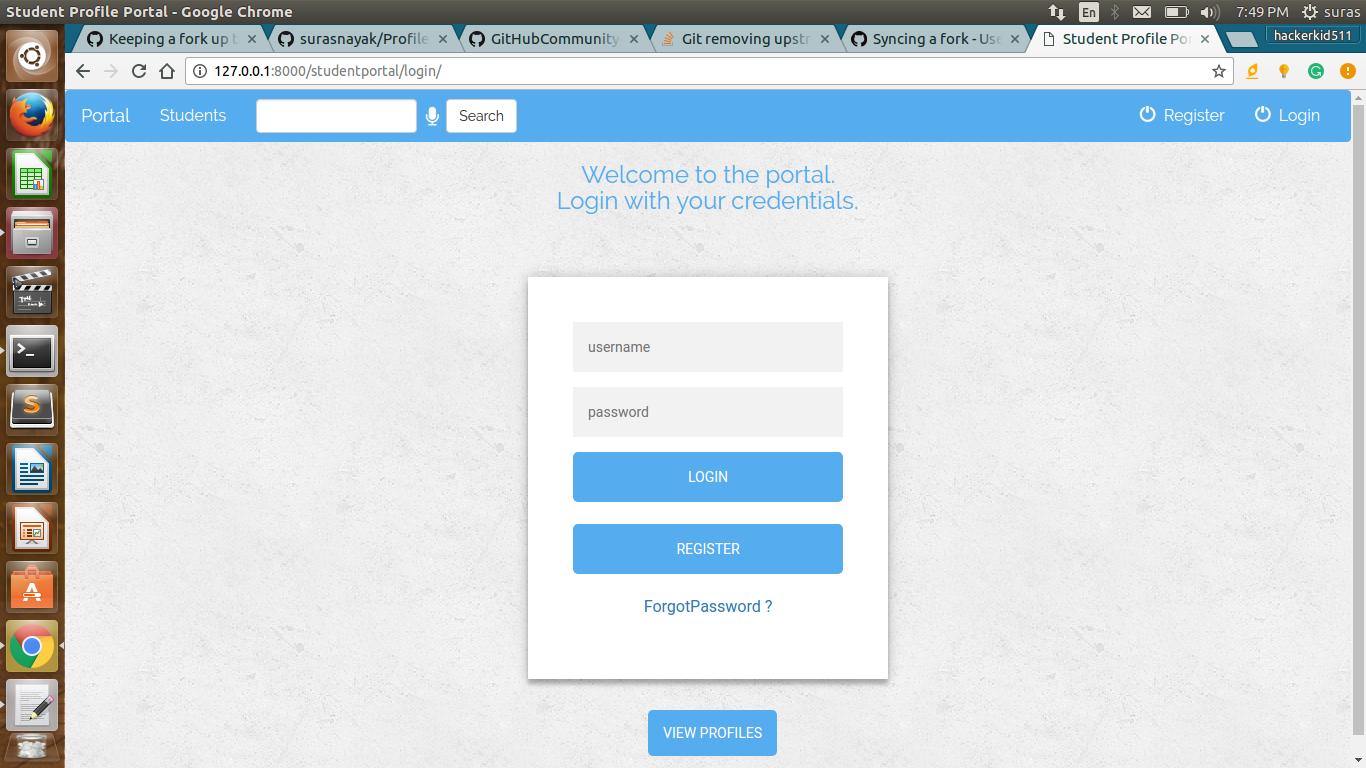 Student Profile Portal - Google Chrome
En
7:49 PM
suras
Keeping a fork up t
surasnayak/Profile
GitHubCommunity
Git removing upstr
Syncing a fork - Use
Student Profile Po
hackerkid511
127.0.0.1:8000/studentportal/login/
Portal
Students
Search
Register
Login
Welcome to the portal.
Login with your credentials.
username
password
LOGIN
REGISTER
ForgotPassword ?
VIEW PROFILES